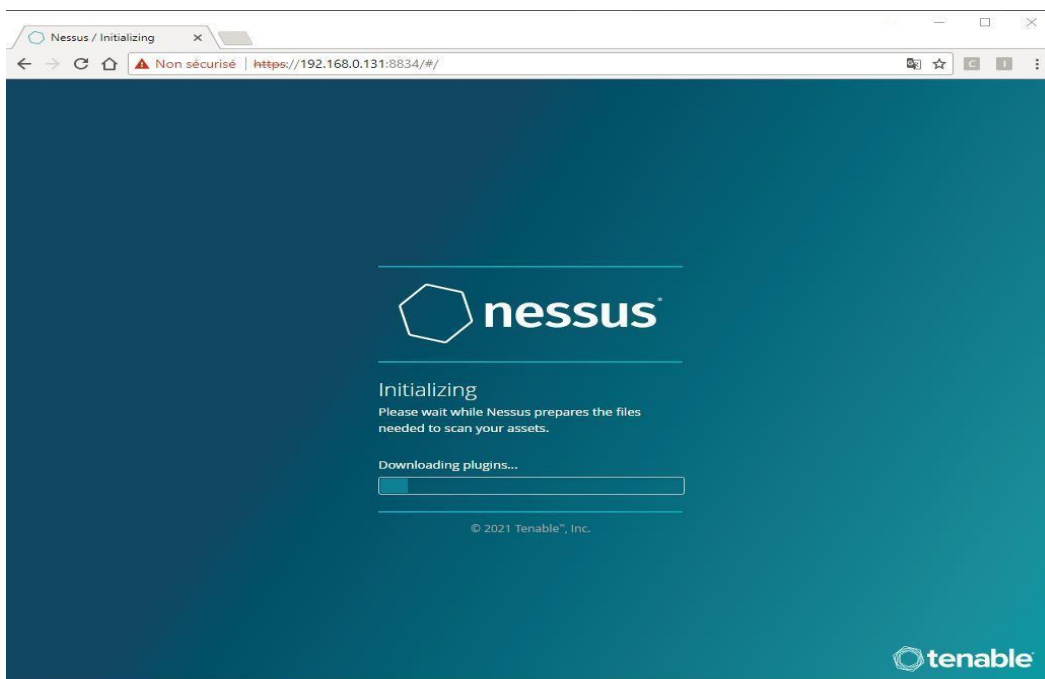 Nessus / Initializing
Non sécurisé | https://192.168.0.131:8834/#/
nessus®
Initializing
Please wait while Nessus prepares the files
needed to scan your assets.
Downloading plugins...
© 2021 Tenable™, Inc.
tenable